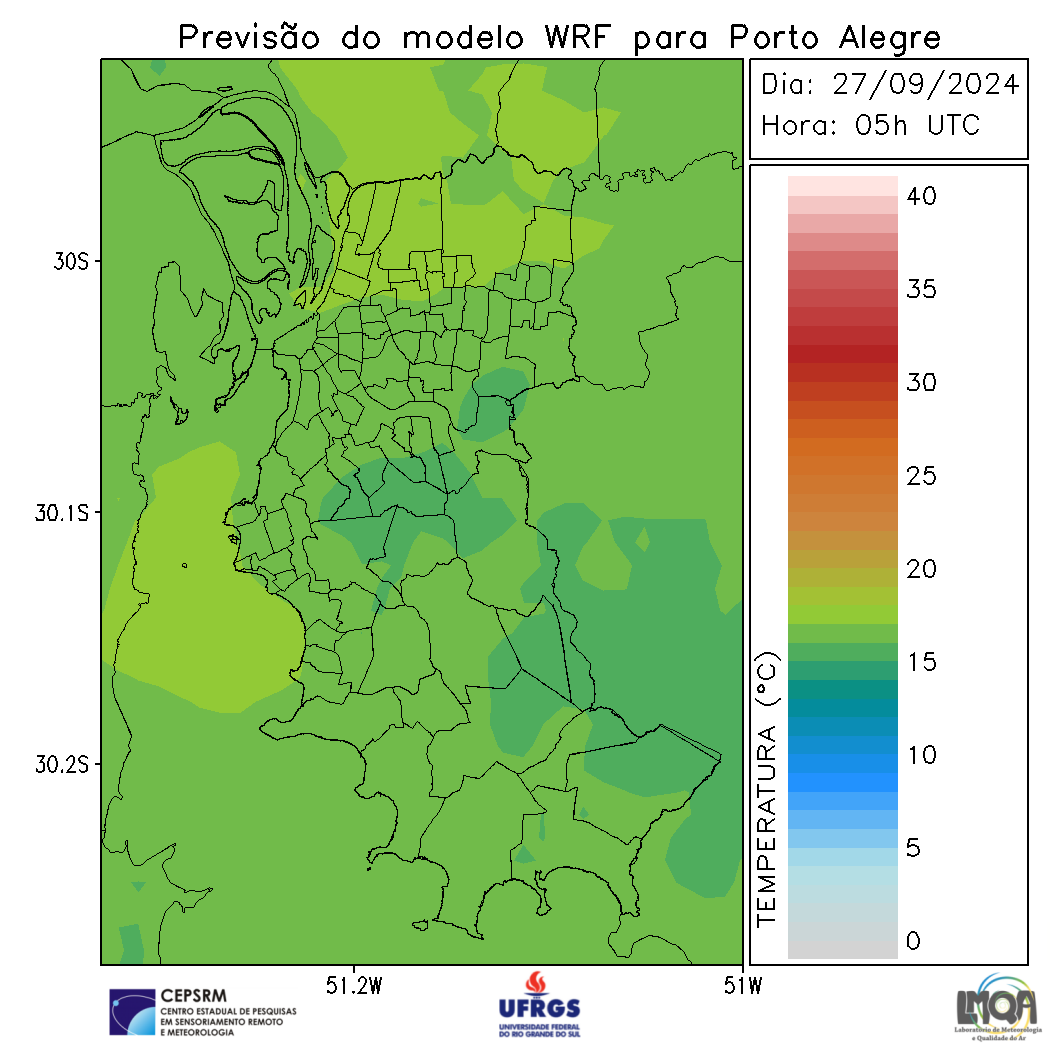 Previsão do modelo WRF para Porto Alegre
Dia: 27/09/2024
Hora: 05h UTC
40
35
30
25
20
15
10
5
0
TEMPERATURA (°C)
30S
30.1S
30.2S
51.2W
51W
CEPSRM
CENTRO ESTADUAL DE PESQUISAS
EM SENSORIAMENTO REMOTO
E METEOROLOGIA
UFRGS
UNIVERSIDADE FEDERAL
DO RIO GRANDE DO SUL
LMQA
Laboratório de Meteorologia
e Qualidade do Ar